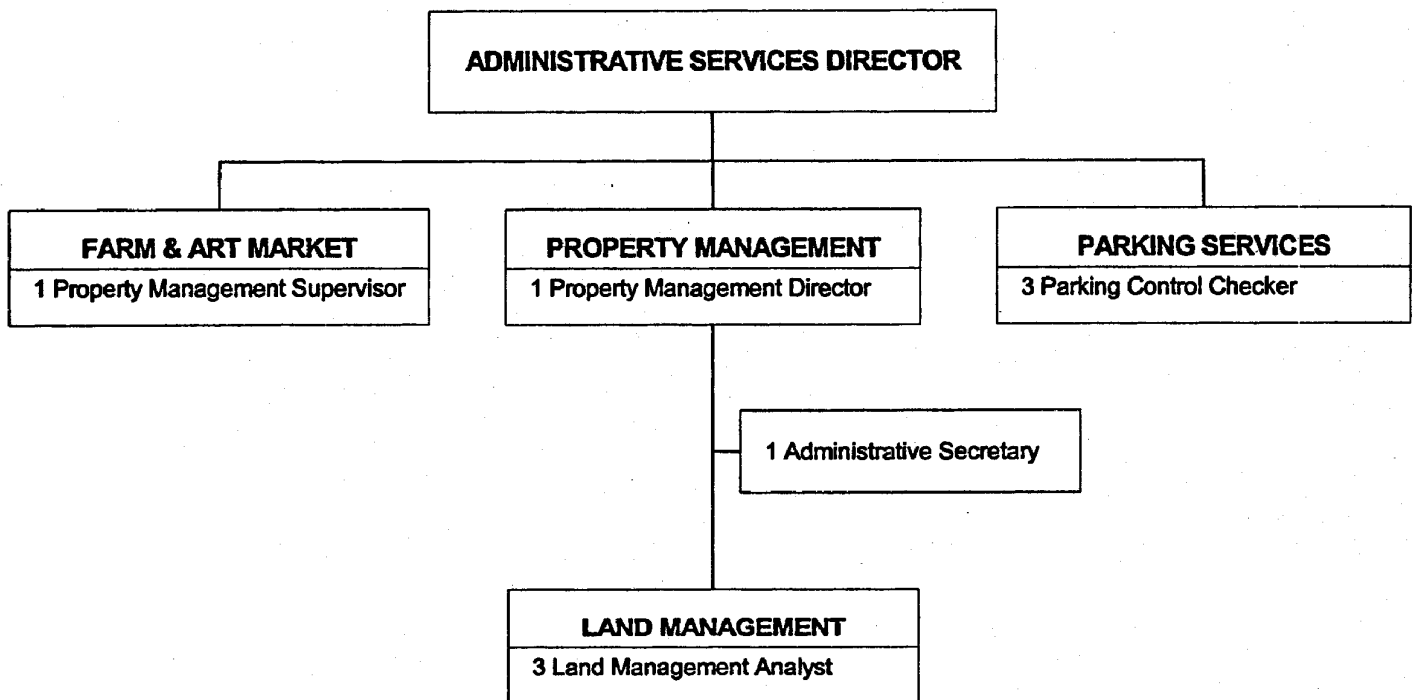 ADMINISTRATIVE SERVICES DIRECTOR
FARM & ART MARKET
1 Property Management Supervisor
PROPERTY MANAGEMENT
1 Property Management Director
PARKING SERVICES
3 Parking Control Checker
1 Administrative Secretary
LAND MANAGEMENT
3 Land Management Analyst